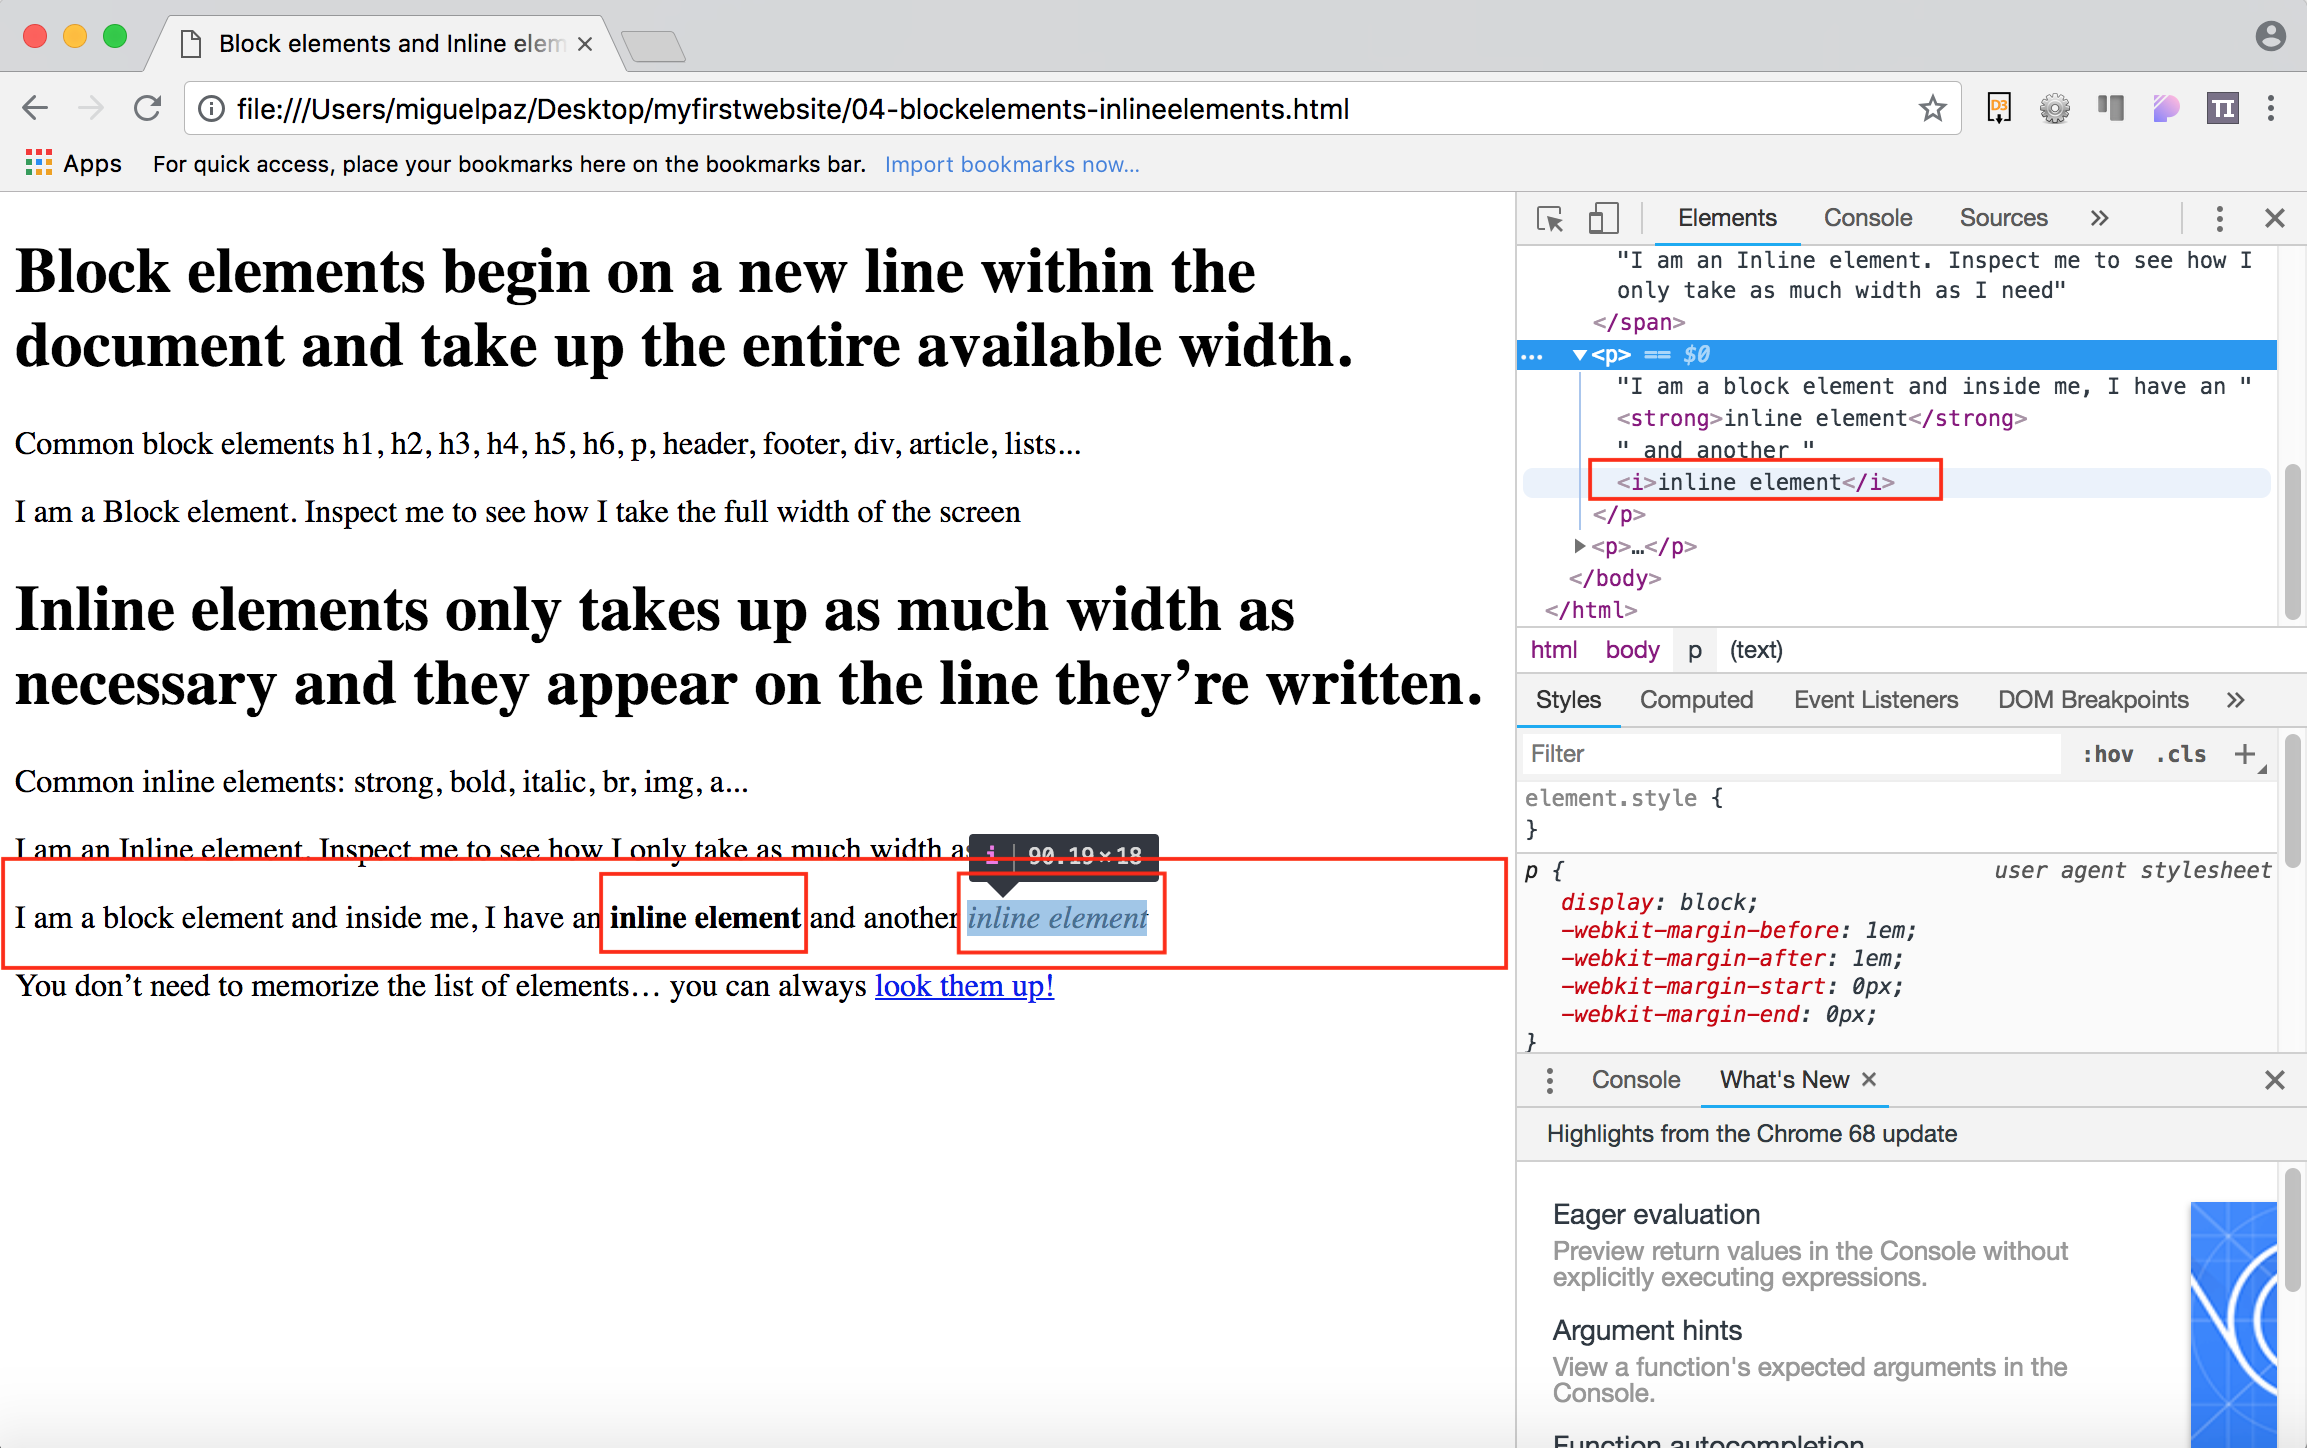 Block elements and Inline elem
file:///Users/miguelpaz/Desktop/myfirstwebsite/04-blockelements-inlineelements.html
D3
Apps For quick access, place your bookmarks here on the bookmarks bar. Import bookmarks now...
Block elements begin on a new line within the
document and take up the entire available width.
Common block elements h1, h2, h3, h4, h5, h6, p, header, footer, div, article, lists...
I am a Block element. Inspect me to see how I take the full width of the screen
Inline elements only takes up as much width as
necessary and they appear on the line they’re written.
Common inline elements: strong, bold, italic, br, img, a...
I am an Inline element. Inspect me to see how I only take as much width as
i 90.19×18
I am a block element and inside me, I have an inline element and another inline element
You don’t need to memorize the list of elements… you can always look them up!
Elements Console Sources »
"I am an Inline element. Inspect me to see how I
only take as much width as I need"
</span>
… ▼<p> == $0
"I am a block element and inside me, I have an "
<strong>inline element</strong>
" and another "
<i>inline element</i>
</p>
▶<p>…</p>
</body>
</html>
html body p (text)
Styles Computed Event Listeners DOM Breakpoints »
Filter :hov .cls +
element.style {
}
p { user agent stylesheet
display: block;
-webkit-margin-before: 1em;
-webkit-margin-after: 1em;
-webkit-margin-start: 0px;
-webkit-margin-end: 0px;
}
Console What's New ×
Highlights from the Chrome 68 update
Eager evaluation
Preview return values in the Console without
explicitly executing expressions.
Argument hints
View a function's expected arguments in the
Console.
Function autocompletion